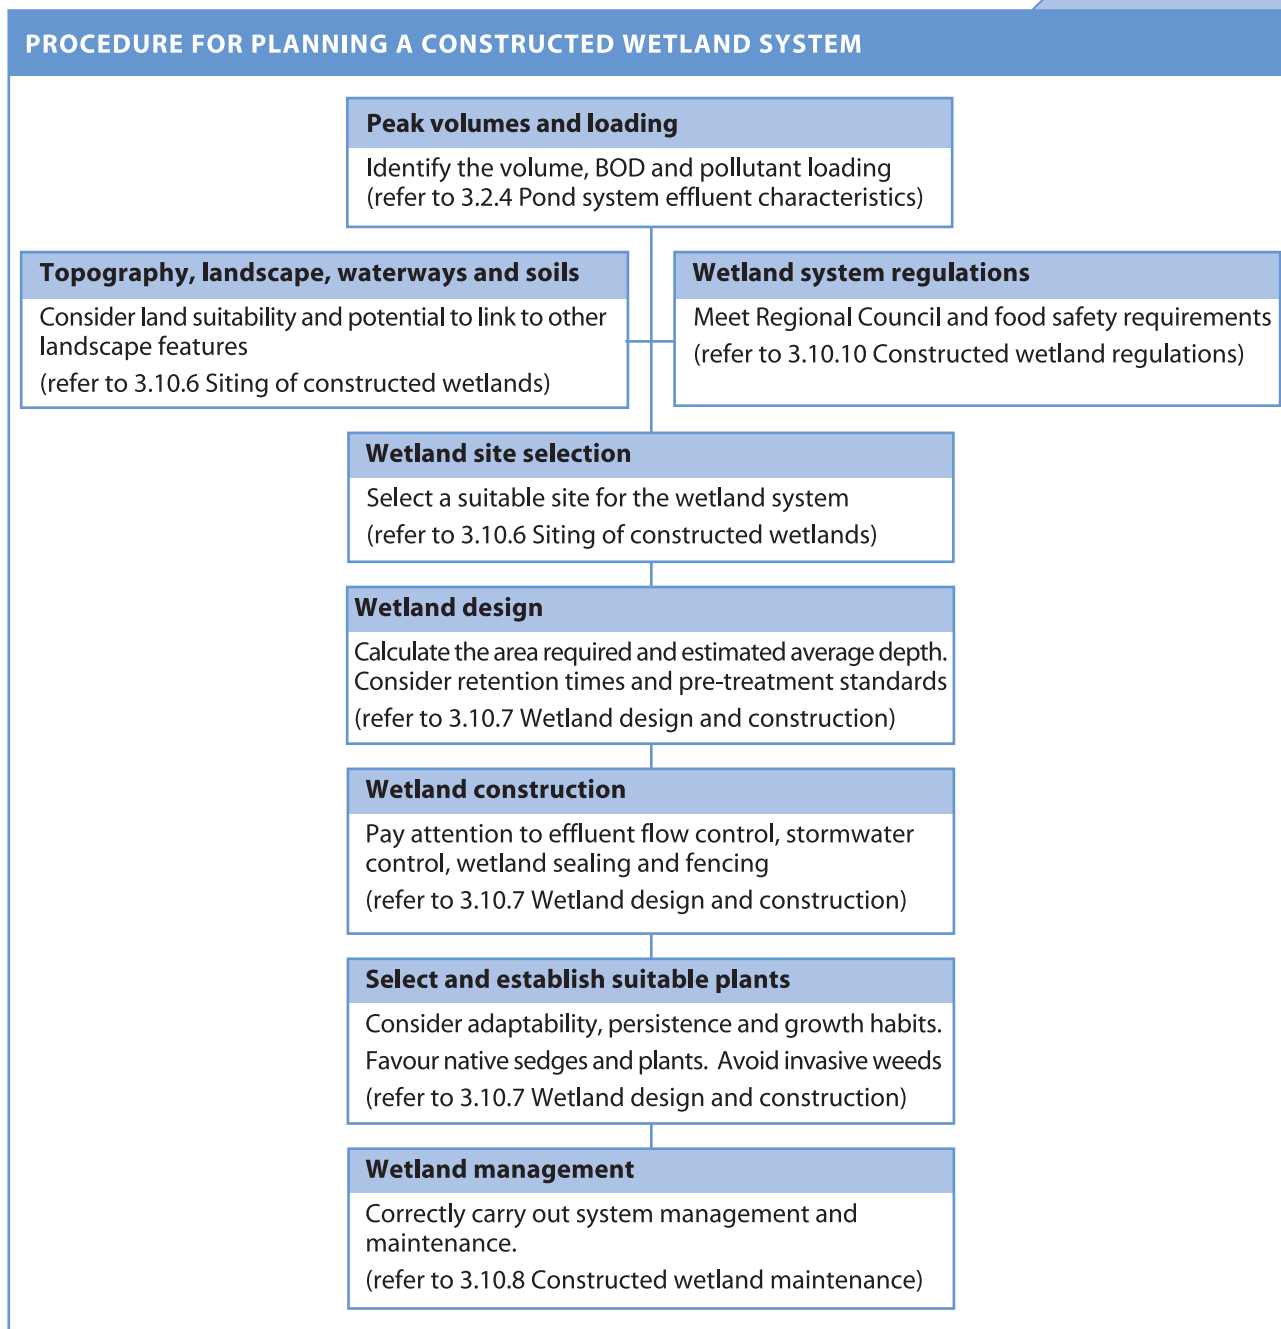 PROCEDURE FOR PLANNING A CONSTRUCTED WETLAND SYSTEM
Peak volumes and loading
Identify the volume, BOD and pollutant loading
(refer to 3.2.4 Pond system effluent characteristics)
Topography, landscape, waterways and soils
Consider land suitability and potential to link to other
landscape features
(refer to 3.10.6 Siting of constructed wetlands)
Wetland system regulations
Meet Regional Council and food safety requirements
(refer to 3.10.10 Constructed wetland regulations)
Wetland site selection
Select a suitable site for the wetland system
(refer to 3.10.6 Siting of constructed wetlands)
Wetland design
Calculate the area required and estimated average depth.
Consider retention times and pre-treatment standards
(refer to 3.10.7 Wetland design and construction)
Wetland construction
Pay attention to effluent flow control, stormwater
control, wetland sealing and fencing
(refer to 3.10.7 Wetland design and construction)
Select and establish suitable plants
Consider adaptability, persistence and growth habits.
Favour native sedges and plants. Avoid invasive weeds
(refer to 3.10.7 Wetland design and construction)
Wetland management
Correctly carry out system management and
maintenance.
(refer to 3.10.8 Constructed wetland maintenance)